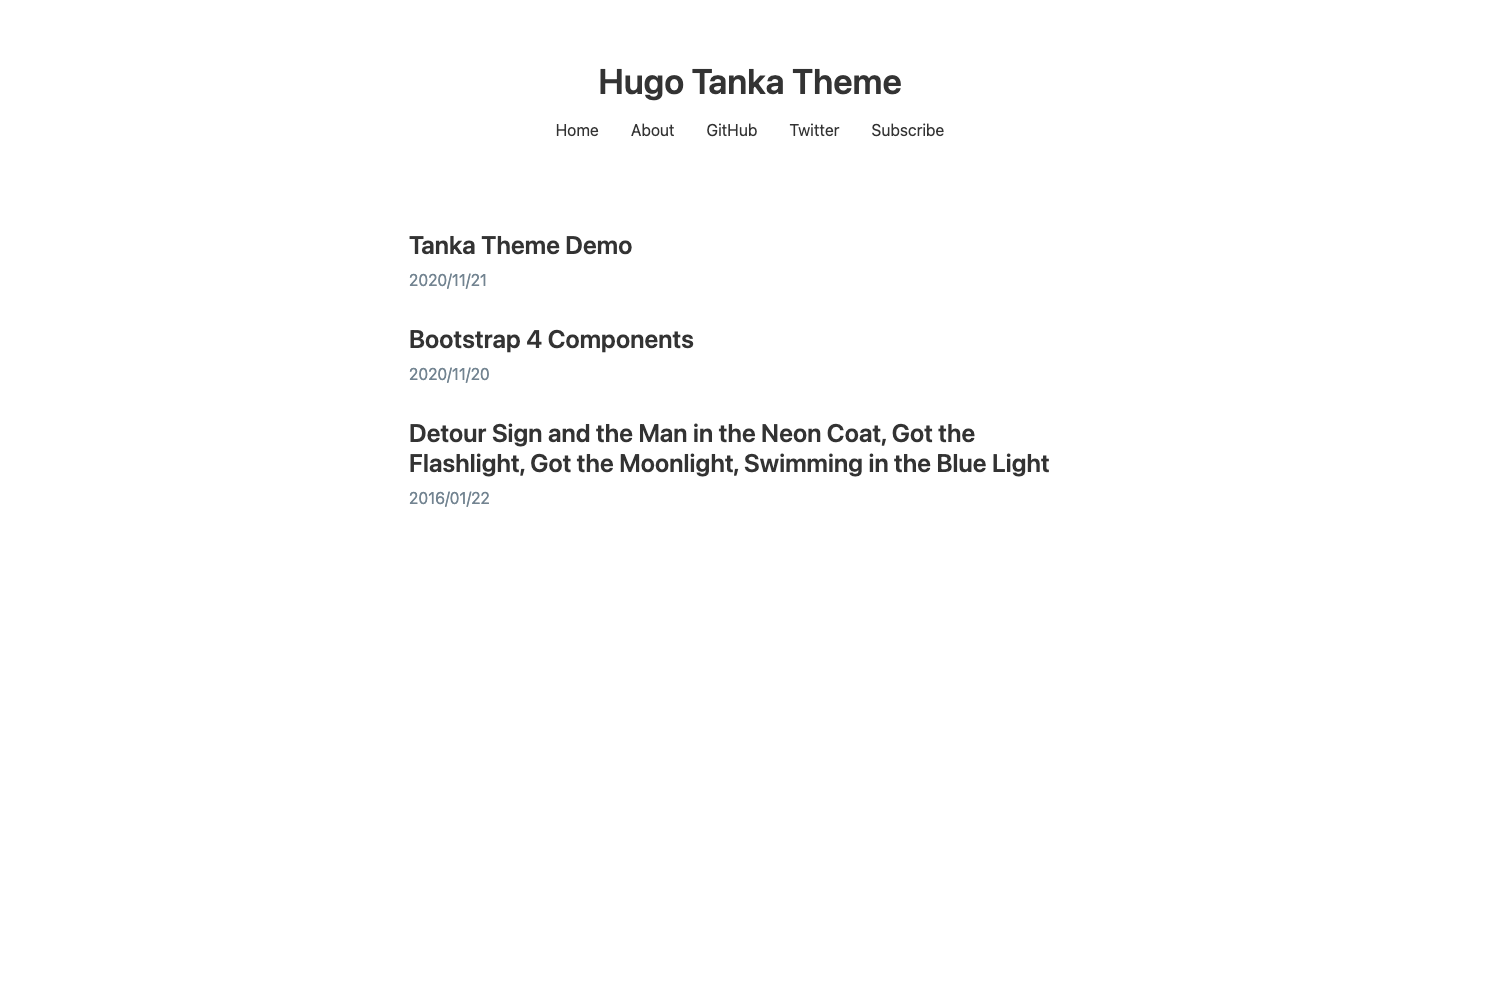 Hugo Tanka Theme
Home About GitHub Twitter Subscribe
Tanka Theme Demo
2020/11/21
Bootstrap 4 Components
2020/11/20
Detour Sign and the Man in the Neon Coat, Got the
Flashlight, Got the Moonlight, Swimming in the Blue Light
2016/01/22